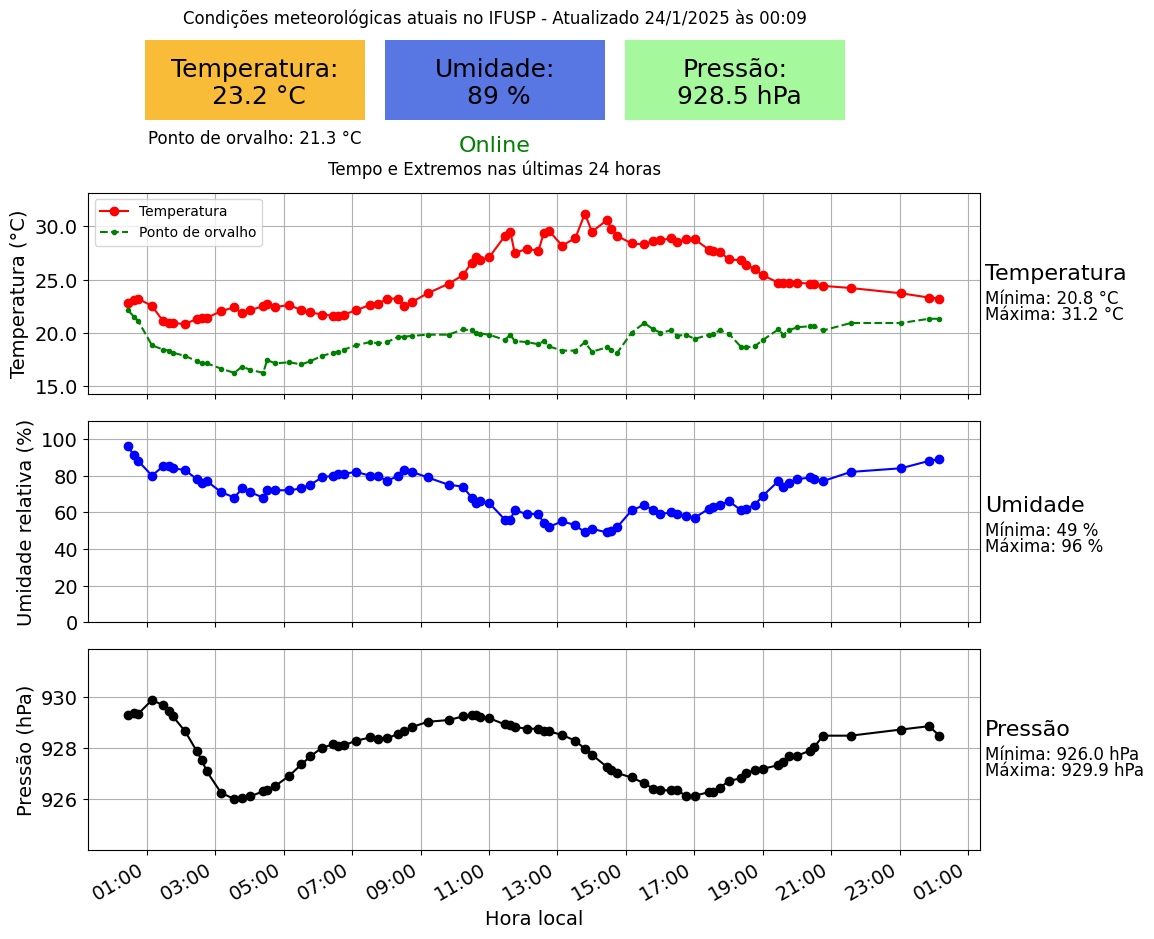 Condições meteorológicas atuais no IFUSP - Atualizado 24/1/2025 às 00:09
Temperatura:
23.2 °C
Umidade:
89 %
Pressão:
928.5 hPa
Ponto de orvalho: 21.3 °C
Online
Tempo e Extremos nas últimas 24 horas
Temperatura (°C)
30.0
25.0
20.0
15.0
Temperatura
Ponto de orvalho
Temperatura
Mínima: 20.8 °C
Máxima: 31.2 °C
Umidade relativa (%)
100
80
60
40
20
0
Umidade
Mínima: 49 %
Máxima: 96 %
Pressão (hPa)
930
928
926
Pressão
Mínima: 926.0 hPa
Máxima: 929.9 hPa
01:00 03:00 05:00 07:00 09:00 11:00 13:00 15:00 17:00 19:00 21:00 23:00 01:00
Hora local